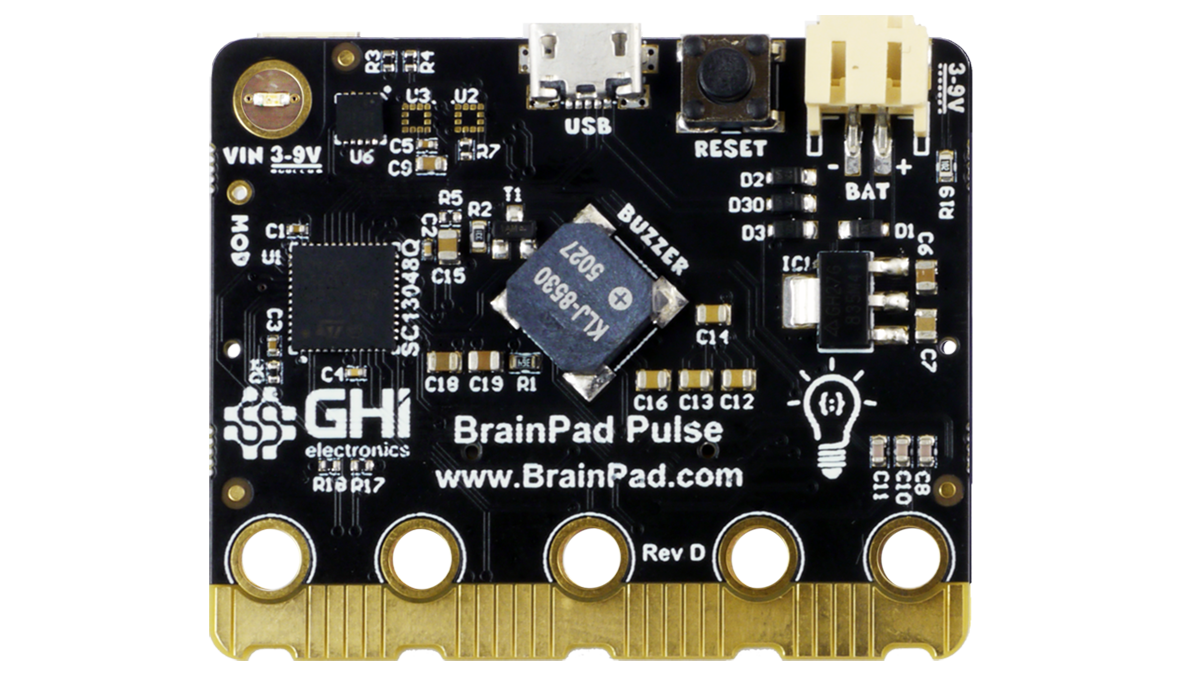 R3
R4
U3
U2
U6
C5
C9
R7
USB
RESET
3-9V
- +
BAT
R19
VIN 3-9V
MOD
C1
U1
SC13048Q
R5
R2
T1
C2
C15
BUZZER
KLJ-8530
5027
D2
D30
D3
D1
IC1
C6
C7
C3
C4
C18
C19
R1
C14
C16
C13
C12
GHI
electronics
BrainPad Pulse
www.BrainPad.com
{:}
R18
R17
C11
C10
C8
Rev D